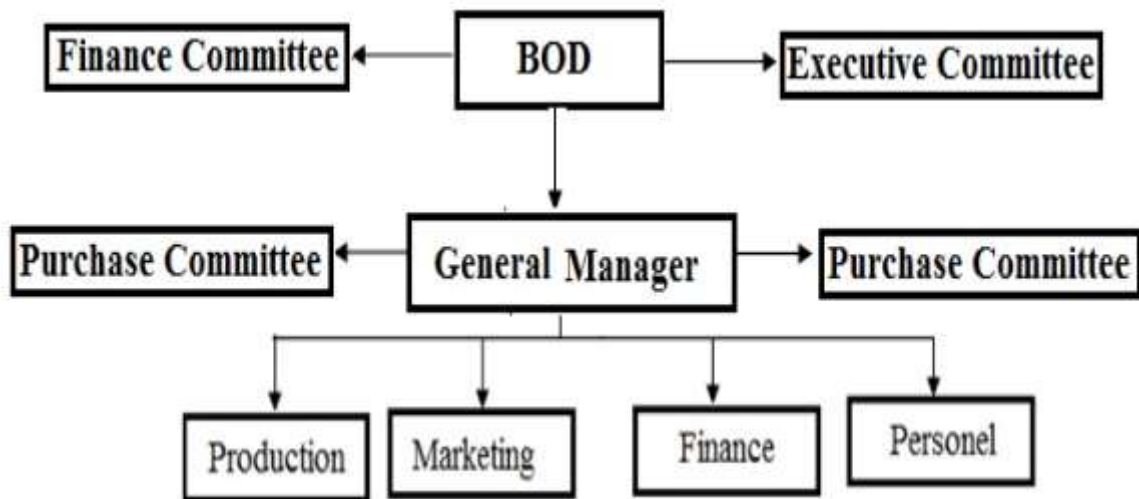 Finance Committee
BOD
Executive Committee
Purchase Committee
General Manager
Purchase Committee
Production
Marketing
Finance
Personel